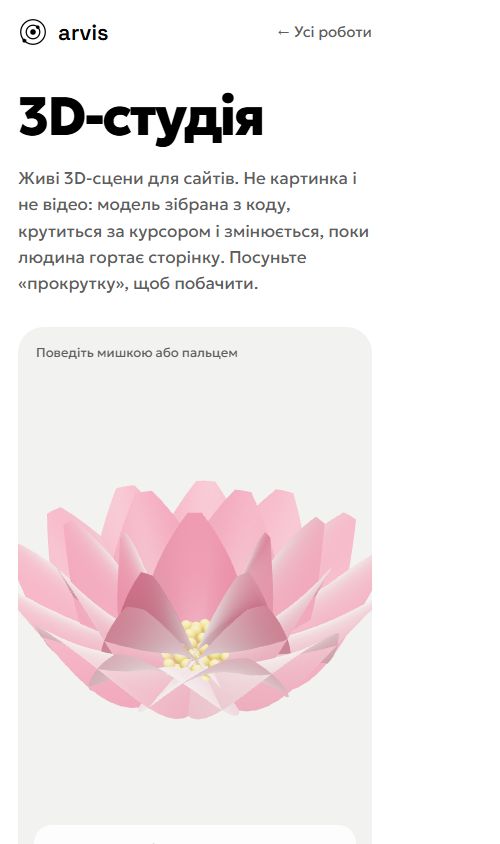 arvis
← Усі роботи
3D-студія
Живі 3D-сцени для сайтів. Не картинка і
не відео: модель зібрана з коду,
крутиться за курсором і змінюється, поки
людина гортає сторінку. Посуньте
«прокрутку», щоб побачити.
Поведіть мишкою або пальцем